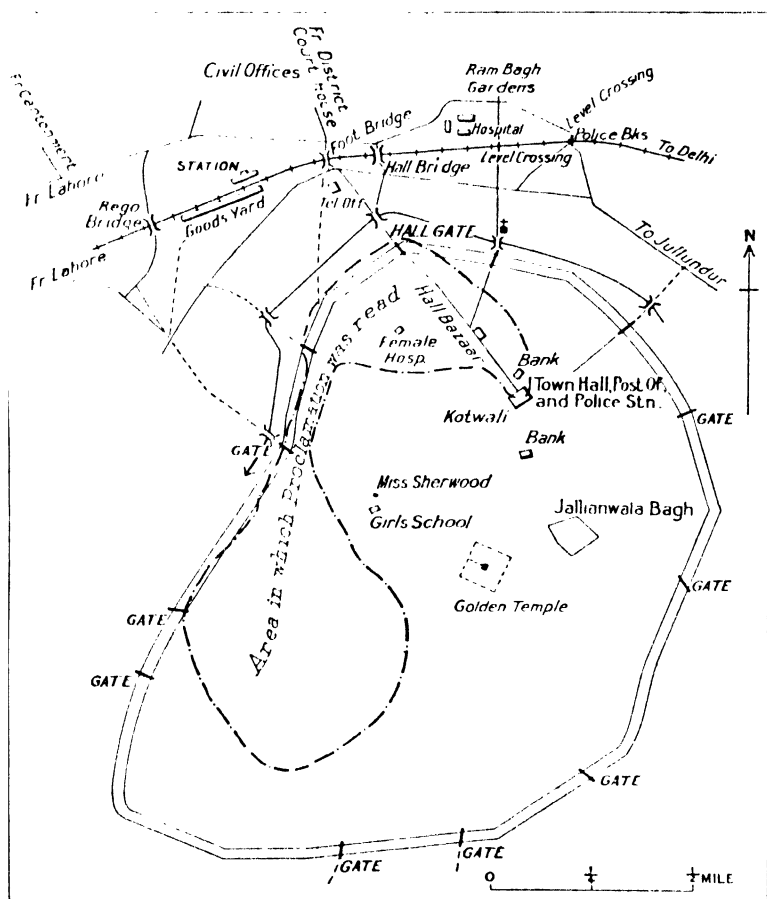 Fr Cantonment
Civil Offices
Fr District
Court House
Ram Bagh
Gardens
Level Crossing
Foot Bridge
Hospital
Police Bks
To Delhi
Level Crossing
Hall Bridge
STATION
Fr Lahore
Rego
Bridge
Goods Yard
Tel Off
Fr Lahore
HALL GATE
To Jullundur
N
Hall Bazaar
Female
Hosp.
Bank
Town Hall, Post Of
and Police Stn.
Kotwali
GATE
Bank
GATE
Area in which Proclamation was read
Miss Sherwood
Girls School
Jallianwala Bagh
Golden Temple
GATE
GATE
GATE
GATE
GATE
GATE
0 1/4 1/2 MILE